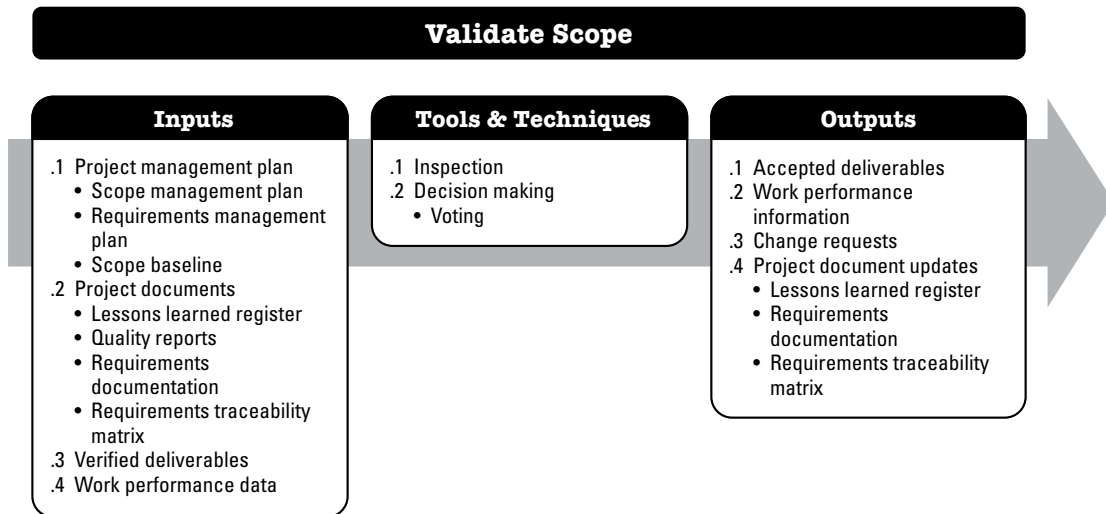 Validate Scope
Inputs
.1 Project management plan
• Scope management plan
• Requirements management
plan
• Scope baseline
.2 Project documents
• Lessons learned register
• Quality reports
• Requirements
documentation
• Requirements traceability
matrix
.3 Verified deliverables
.4 Work performance data
Tools & Techniques
.1 Inspection
.2 Decision making
• Voting
Outputs
.1 Accepted deliverables
.2 Work performance
information
.3 Change requests
.4 Project document updates
• Lessons learned register
• Requirements
documentation
• Requirements traceability
matrix